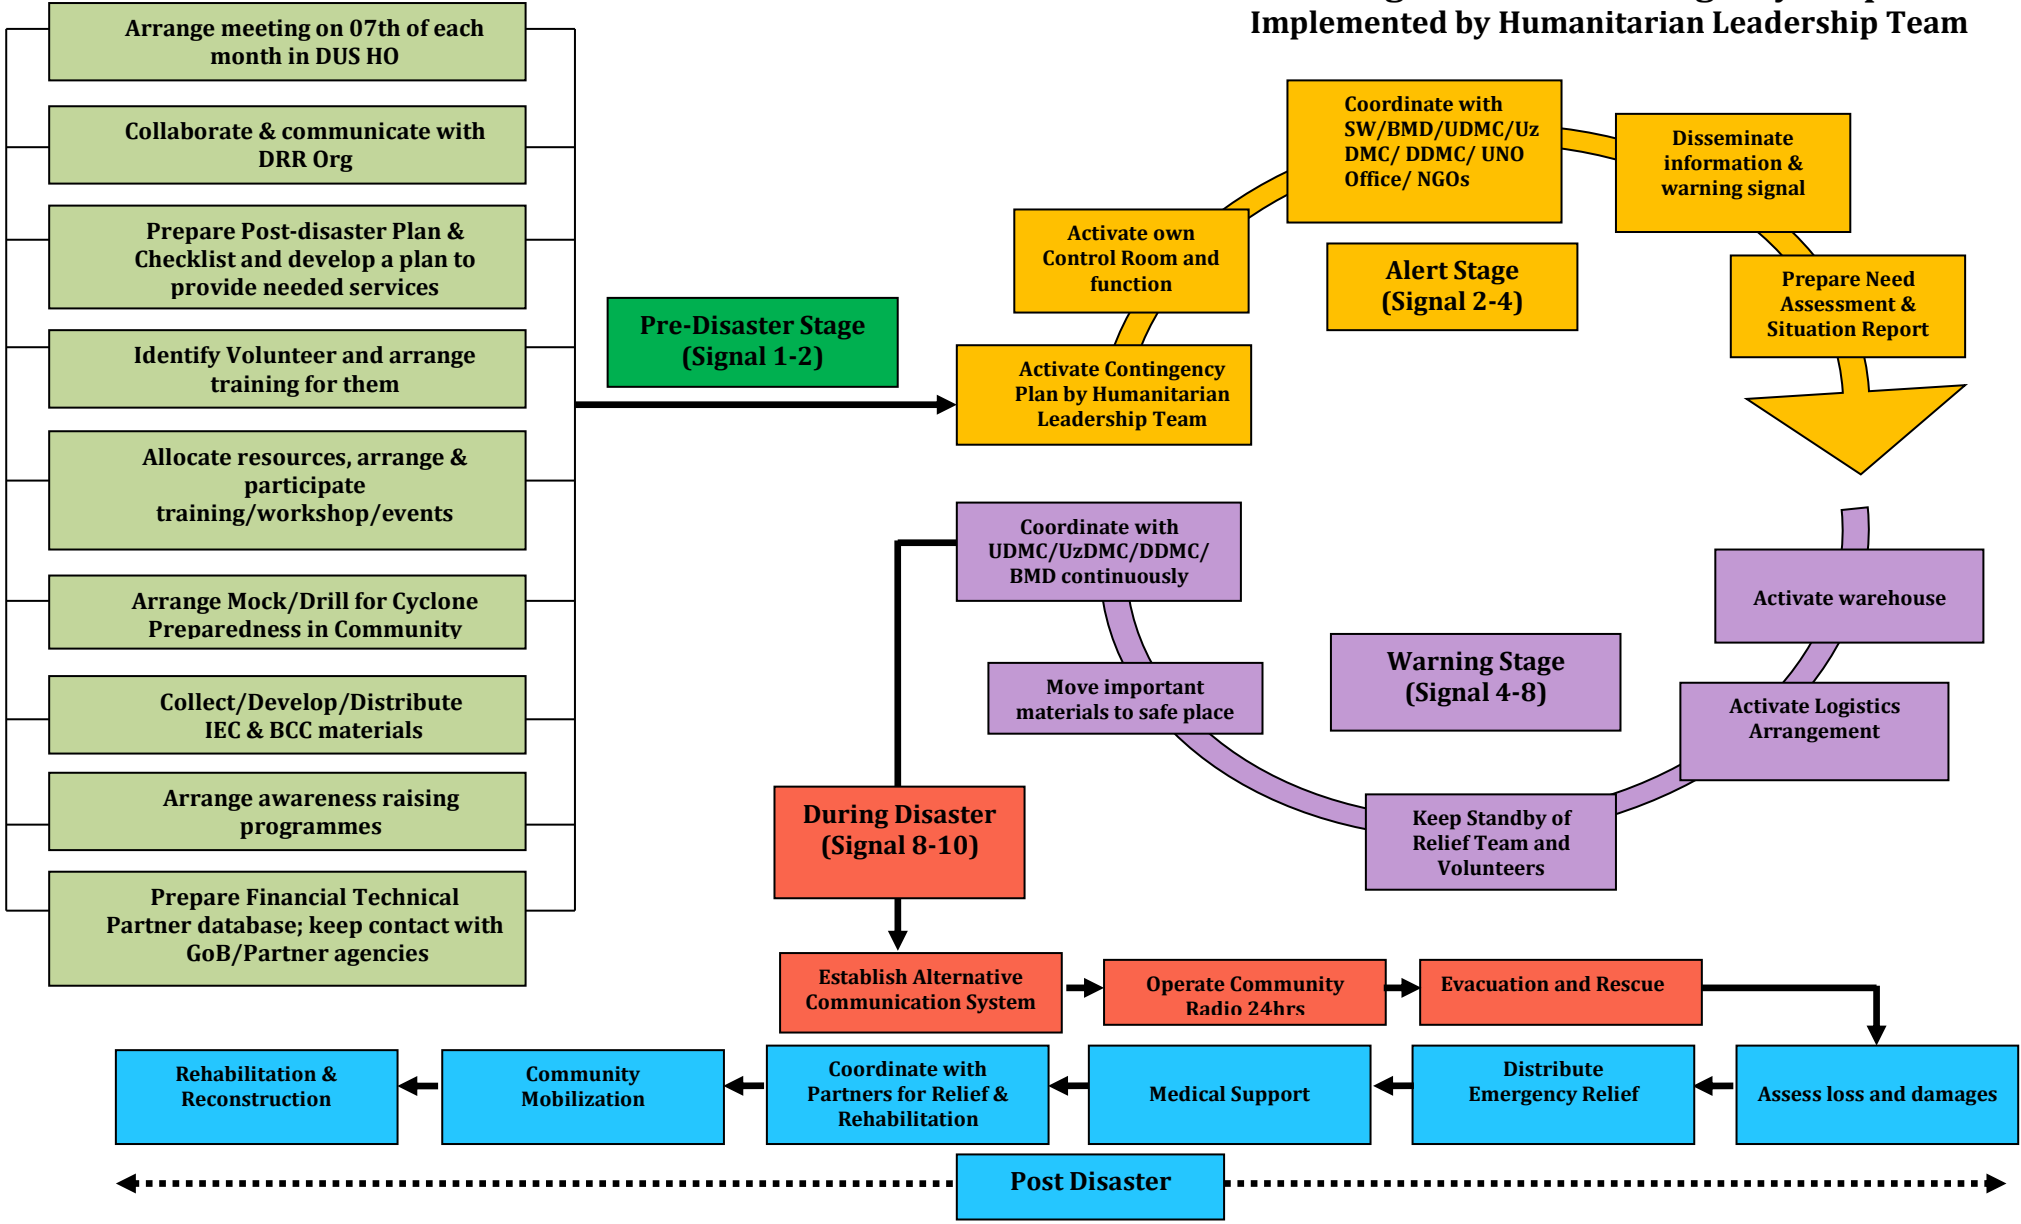 Implemented by Humanitarian Leadership Team
Arrange meeting on 07th of each
month in DUS HO
Collaborate & communicate with
DRR Org
Prepare Post-disaster Plan &
Checklist and develop a plan to
provide needed services
Identify Volunteer and arrange
training for them
Allocate resources, arrange &
participate
training/workshop/events
Arrange Mock/Drill for Cyclone
Preparedness in Community
Collect/Develop/Distribute
IEC & BCC materials
Arrange awareness raising
programmes
Prepare Financial Technical
Partner database; keep contact with
GoB/Partner agencies
Pre-Disaster Stage
(Signal 1-2)
Activate Contingency
Plan by Humanitarian
Leadership Team
Activate own
Control Room and
function
Coordinate with
SW/BMD/UDMC/Uz
DMC/ DDMC/ UNO
Office/ NGOs
Disseminate
information &
warning signal
Prepare Need
Assessment &
Situation Report
Alert Stage
(Signal 2-4)
Activate warehouse
Activate Logistics
Arrangement
Keep Standby of
Relief Team and
Volunteers
Move important
materials to safe place
Coordinate with
UDMC/UzDMC/DDMC/
BMD continuously
Warning Stage
(Signal 4-8)
During Disaster
(Signal 8-10)
Establish Alternative
Communication System
Operate Community
Radio 24hrs
Evacuation and Rescue
Assess loss and damages
Distribute
Emergency Relief
Medical Support
Coordinate with
Partners for Relief &
Rehabilitation
Community
Mobilization
Rehabilitation &
Reconstruction
Post Disaster